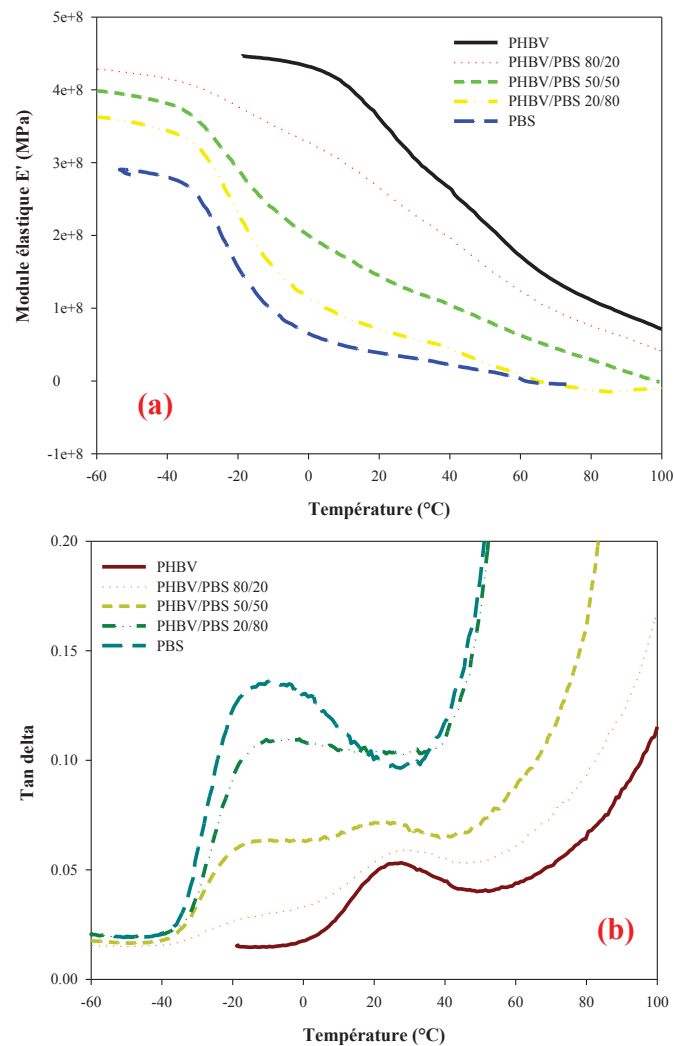 5e+8
4e+8
3e+8
2e+8
1e+8
0
-1e+8
Module élastique E' (MPa)
PHBV
PHBV/PBS 80/20
PHBV/PBS 50/50
PHBV/PBS 20/80
PBS
(a)
-60 -40 -20 0 20 40 60 80 100
Température (°C)
0.20
0.15
0.10
0.05
0.00
Tan delta
PHBV
PHBV/PBS 80/20
PHBV/PBS 50/50
PHBV/PBS 20/80
PBS
(b)
-60 -40 -20 0 20 40 60 80 100
Température (°C)